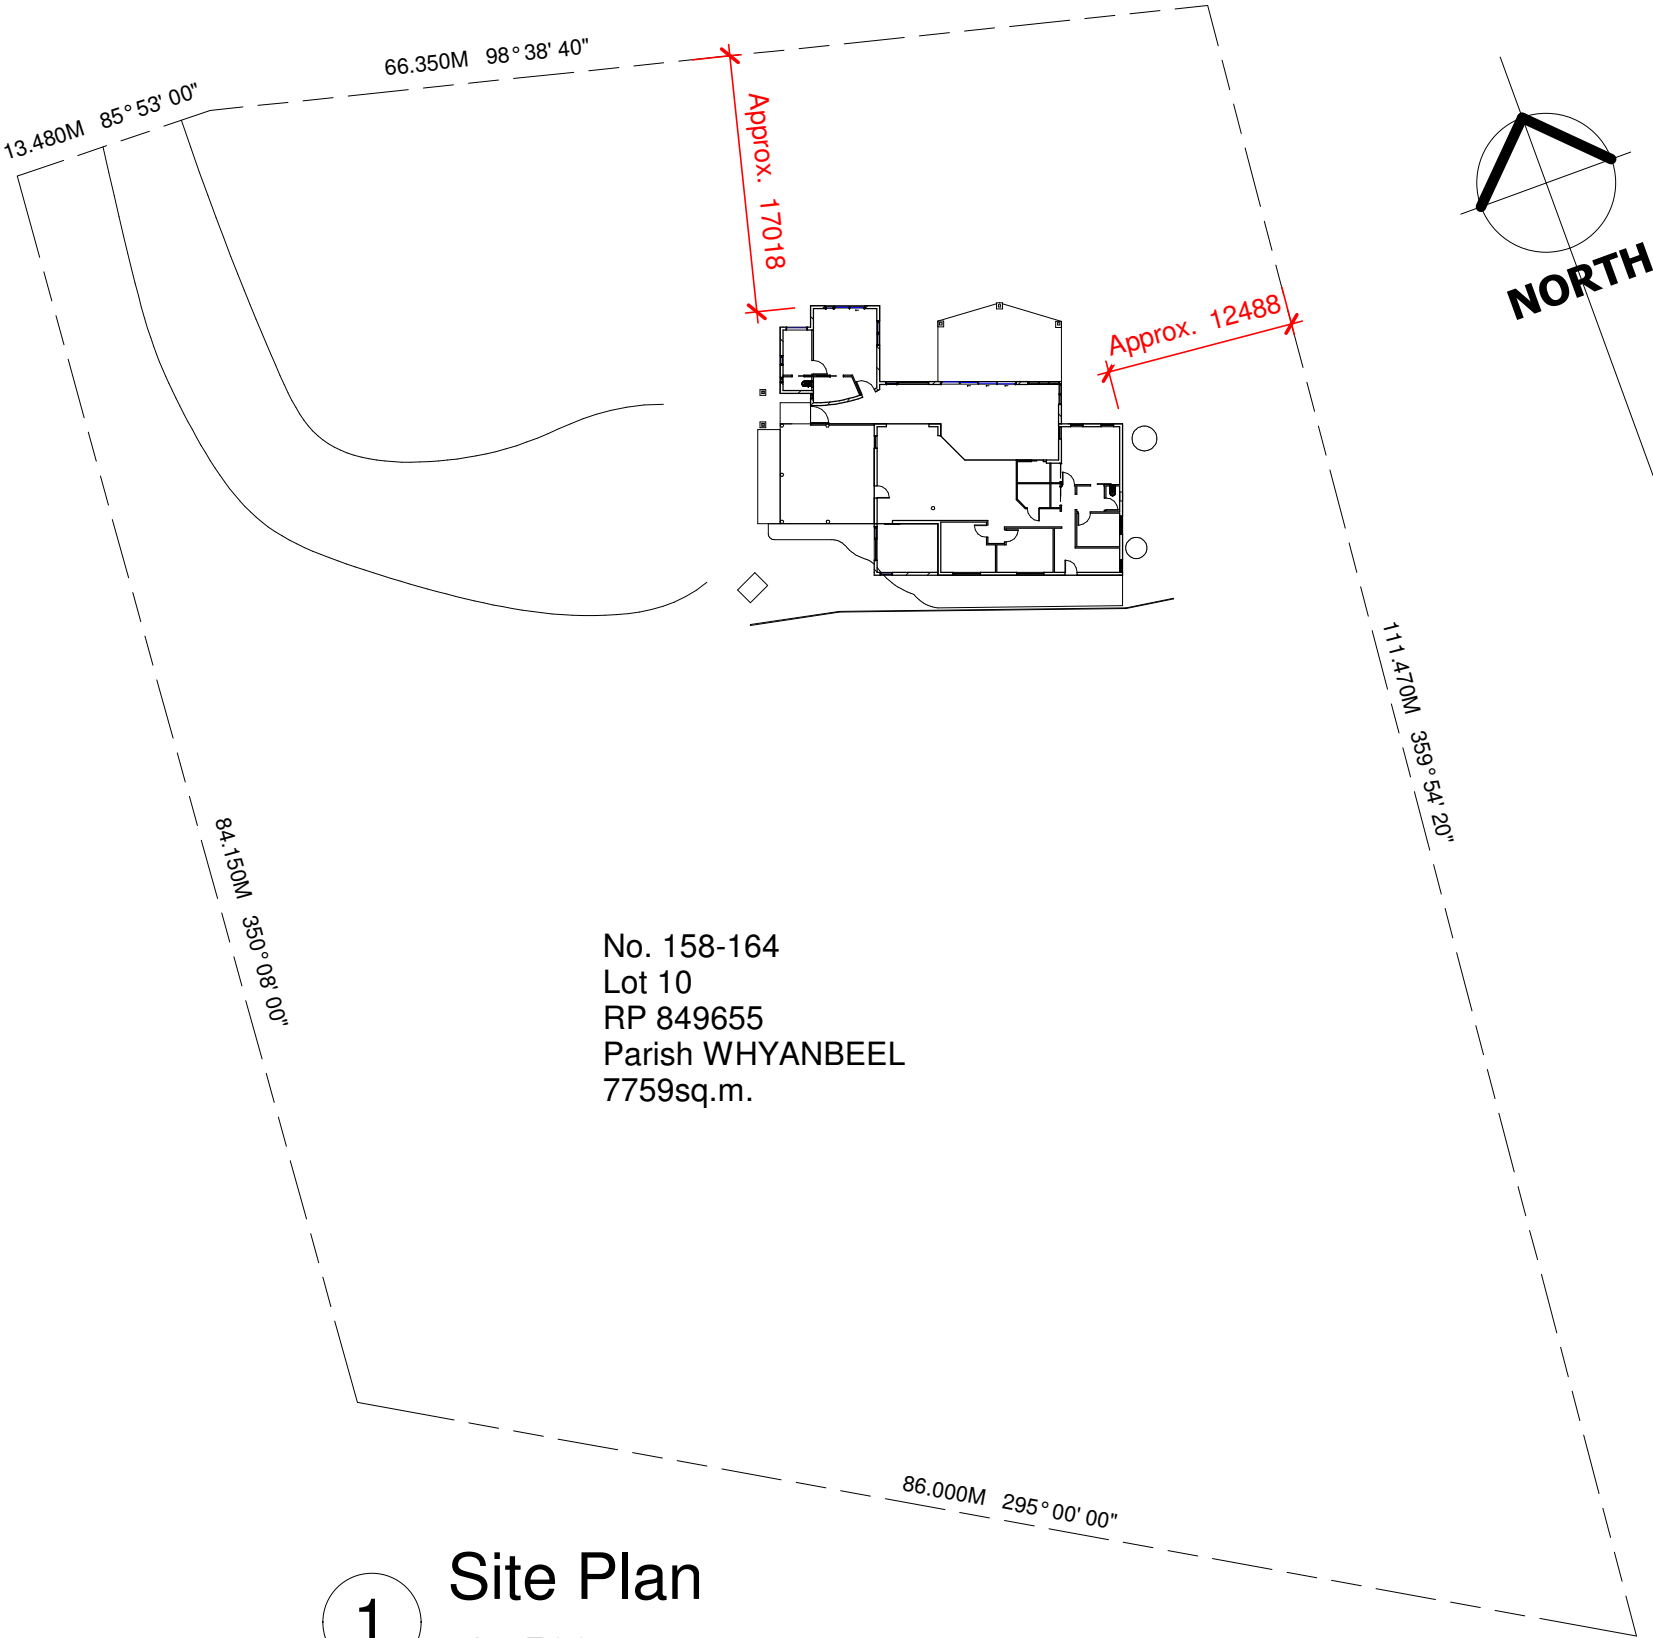 66.350M 98°38'40"
13.480M 85°53'00"
Approx. 17018
Approx. 12488
NORTH
111.470M 359°54'20"
84.150M 350°08'00"
No. 158-164
Lot 10
RP 849655
Parish WHYANBEEL
7759sq.m.
86.000M 295°00'00"
Site Plan
1